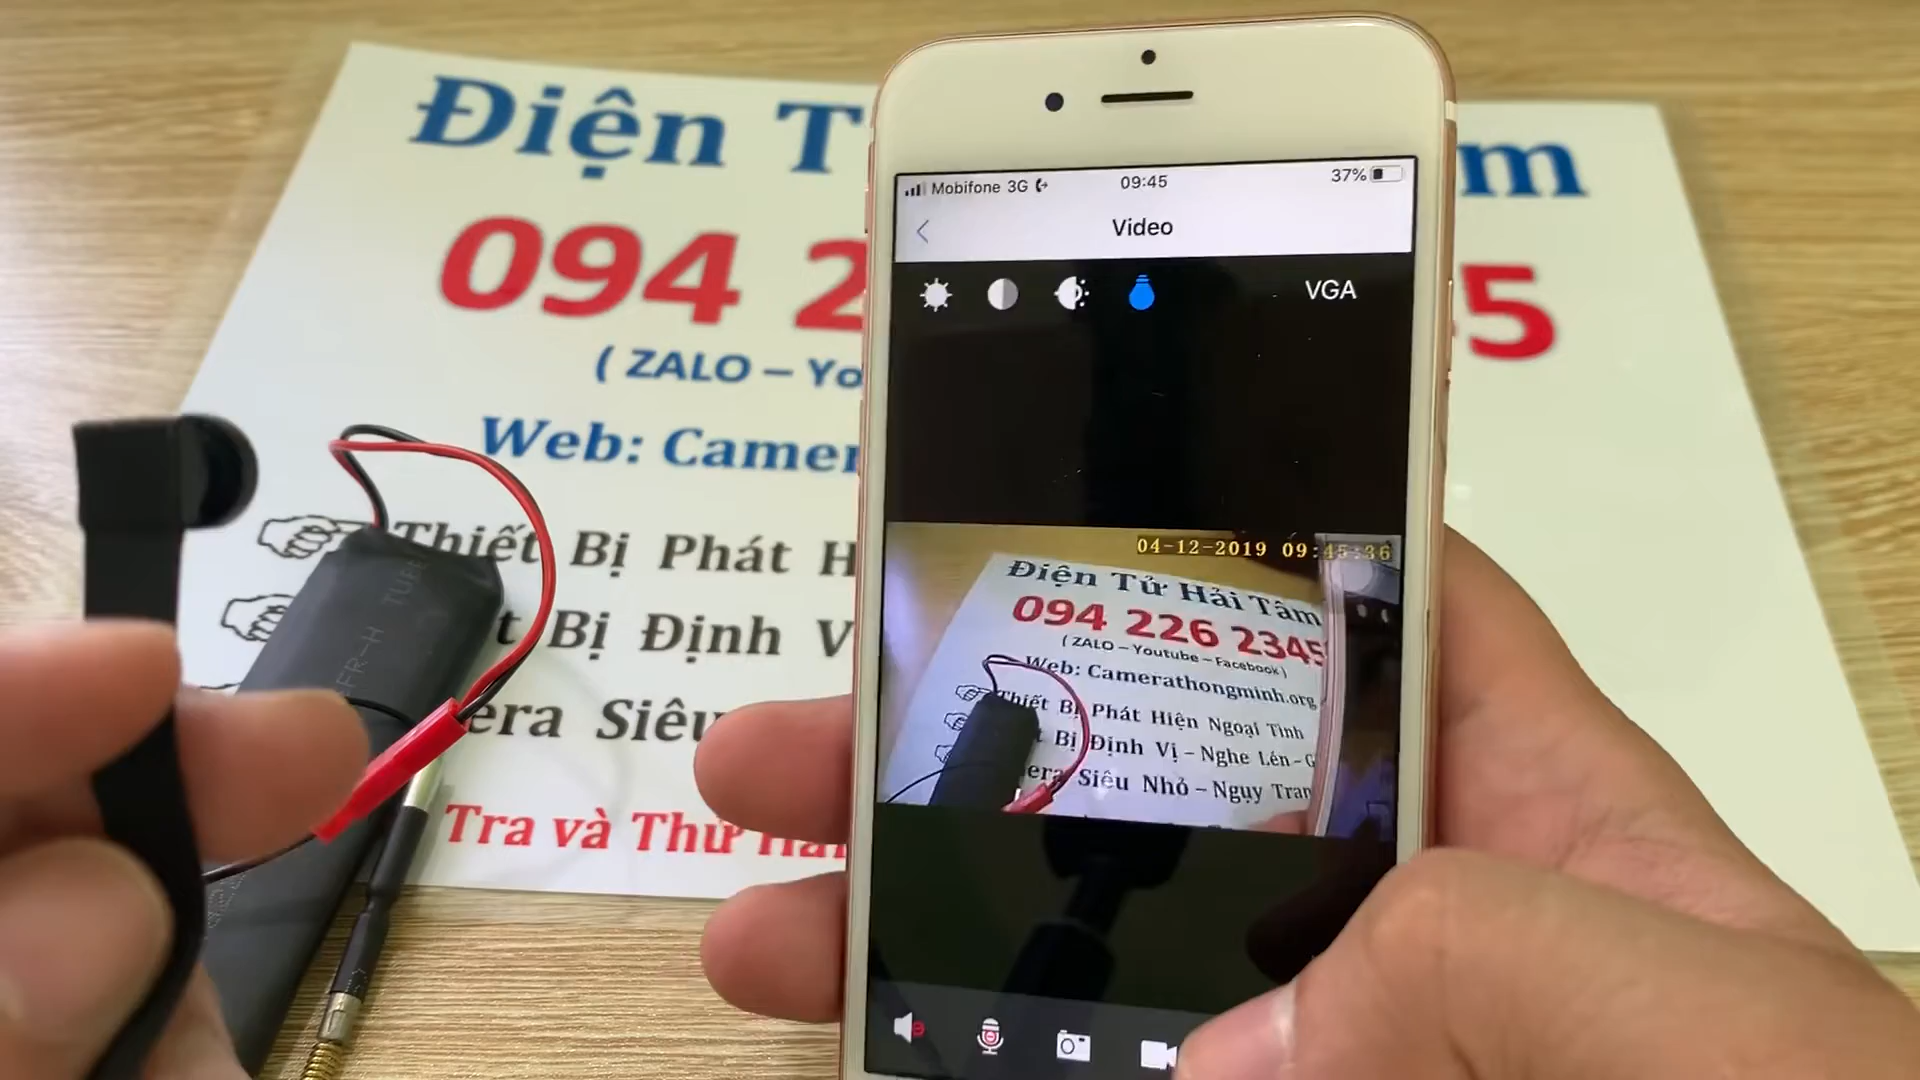 Điện T
m
094 2
5
( ZALO – Yo
Web: Camer
Thiết Bị Phát H
t Bị Định V
era Siêu
Tra và Thử
TUBE
FR-H
Mobifone 3G
09:45
37%
Video
VGA
04-12-2019 09:45:36
Điện Tử Hải Tâm
094 226 2345
( ZALO – Youtube – Facebook )
Web: Camerathongminh.org
Thiết Bị Phát Hiện Ngoại Tình
t Bị Định Vị – Nghe Lén – G
era Siêu Nhỏ – Ngụy Tran